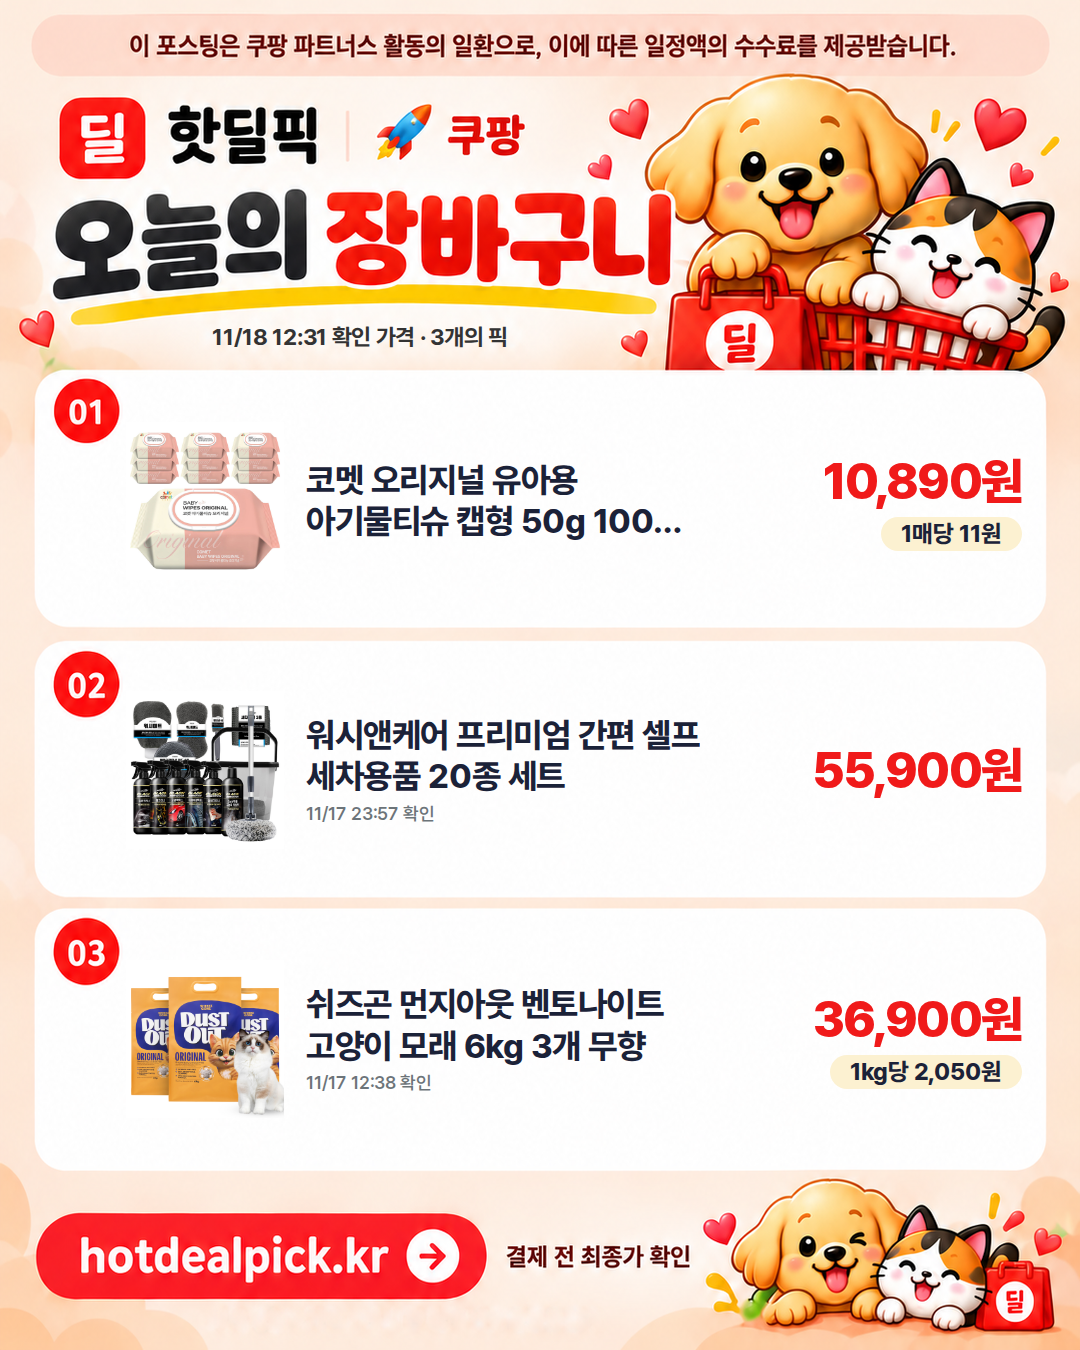 이 포스팅은 쿠팡 파트너스 활동의 일환으로, 이에 따른 일정액의 수수료를 제공받습니다.
딜 핫딜픽 쿠팡
오늘의 장바구니
11/18 12:31 확인 가격 · 3개의 픽
딜
01
BABY
WIPES ORIGINAL
코멧 오리지널 유아용
아기물티슈 캡형 50g 100...
10,890원
1매당 11원
02
워시앤케어 프리미엄 간편 셀프
세차용품 20종 세트
11/17 23:57 확인
55,900원
03
DUST
OUT
ORIGINAL
쉬즈곤 먼지아웃 벤토나이트
고양이 모래 6kg 3개 무향
11/17 12:38 확인
36,900원
1kg당 2,050원
hotdealpick.kr
결제 전 최종가 확인
딜